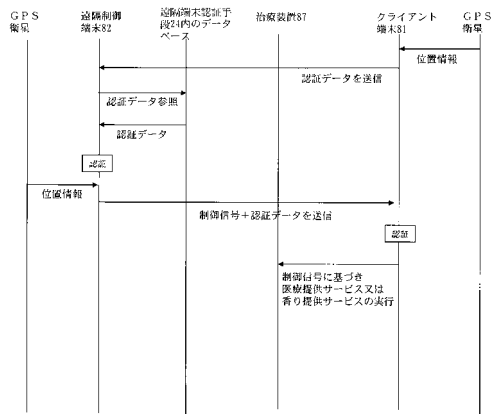 GPS
衛星
遠隔制御
端末82
遠隔端末認証手
段24内のデータ
ベース
治療装置87
クライアント
端末81
GPS
衛星
位置情報
認証データを送信
認証データ参照
認証データ
認証
位置情報
制御信号+認証データを送信
認証
制御信号に基づき
医療提供サービス又は
香り提供サービスの実行